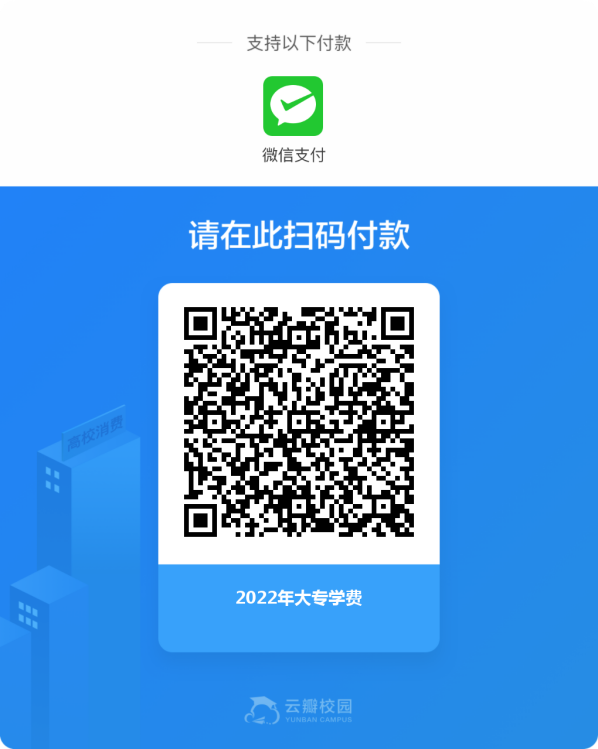 支持以下付款
微信支付
请在此扫码付款
高校消费
2022年大专学费
云瓣校园
YUNBAN CAMPUS